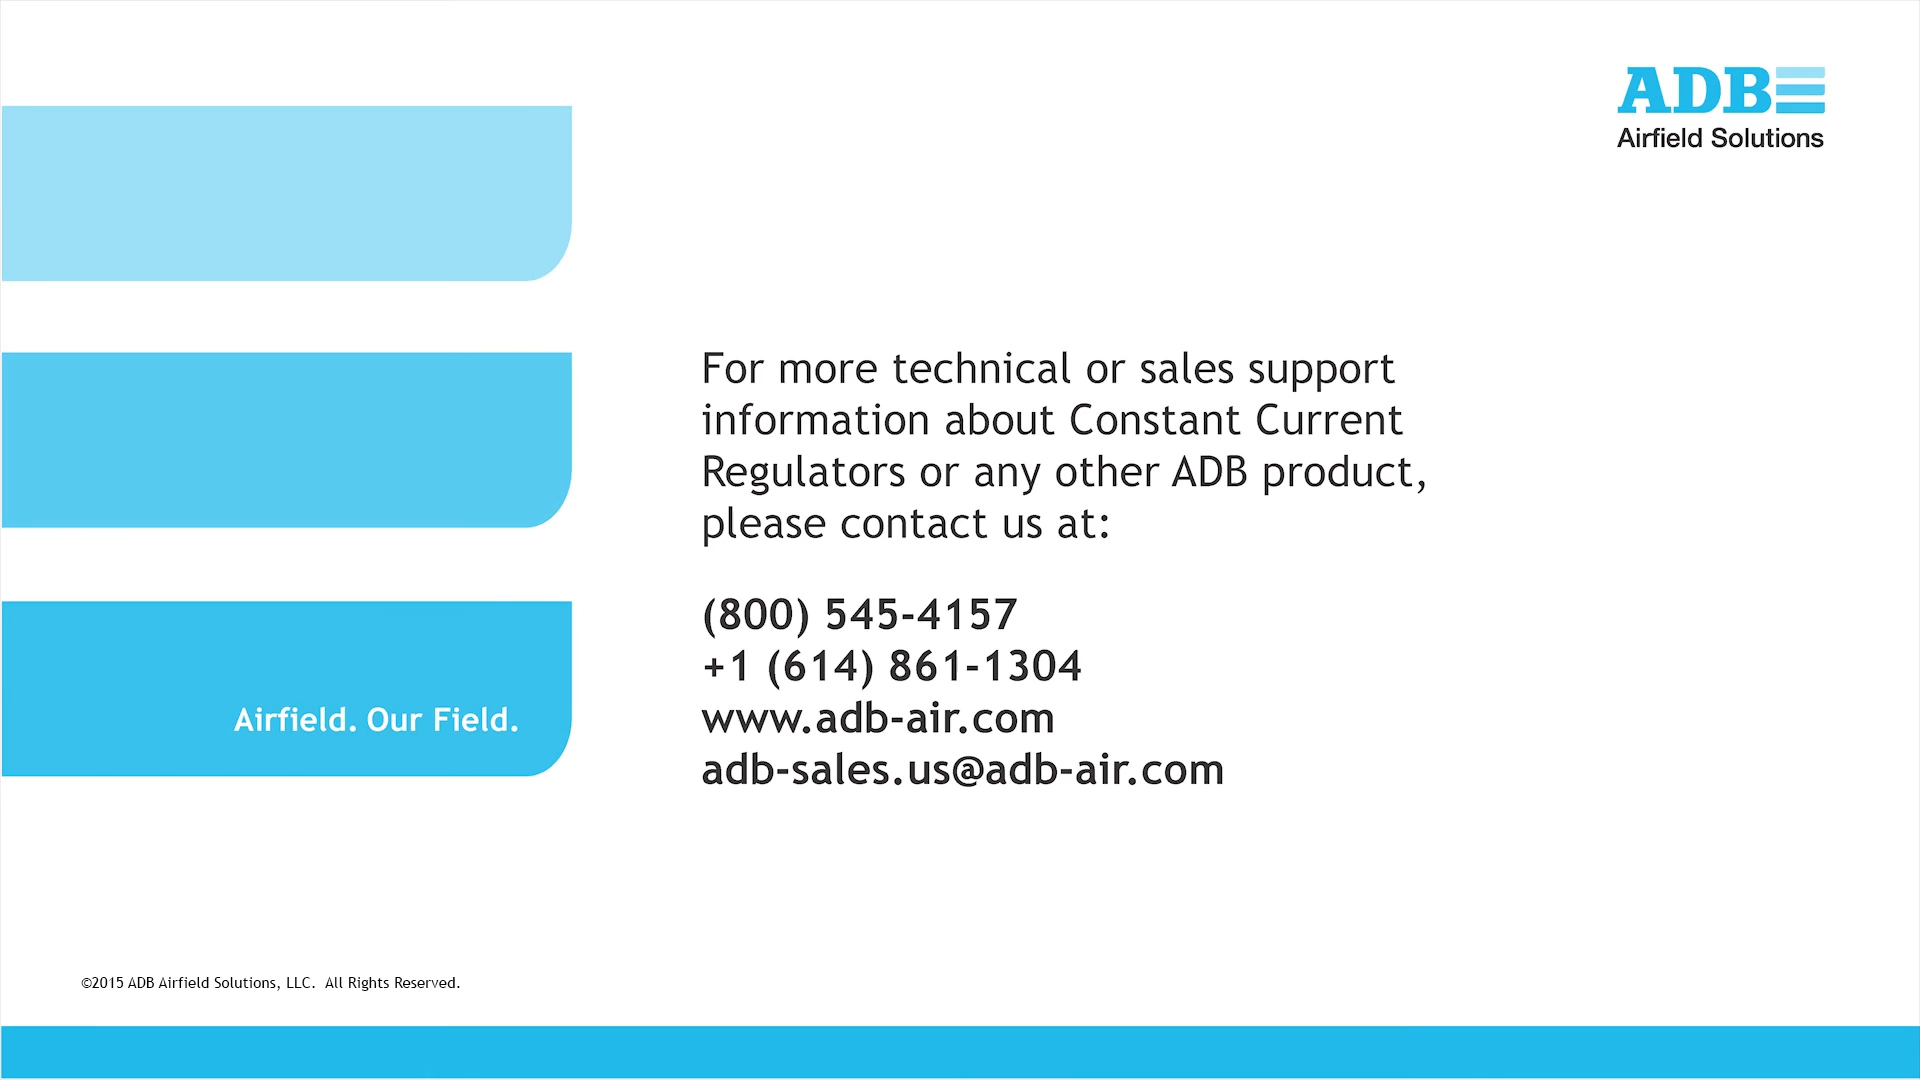 ADB
Airfield Solutions
For more technical or sales support
information about Constant Current
Regulators or any other ADB product,
please contact us at:
(800) 545-4157
+1 (614) 861-1304
www.adb-air.com
adb-sales.us@adb-air.com
Airfield. Our Field.
©2015 ADB Airfield Solutions, LLC.  All Rights Reserved.